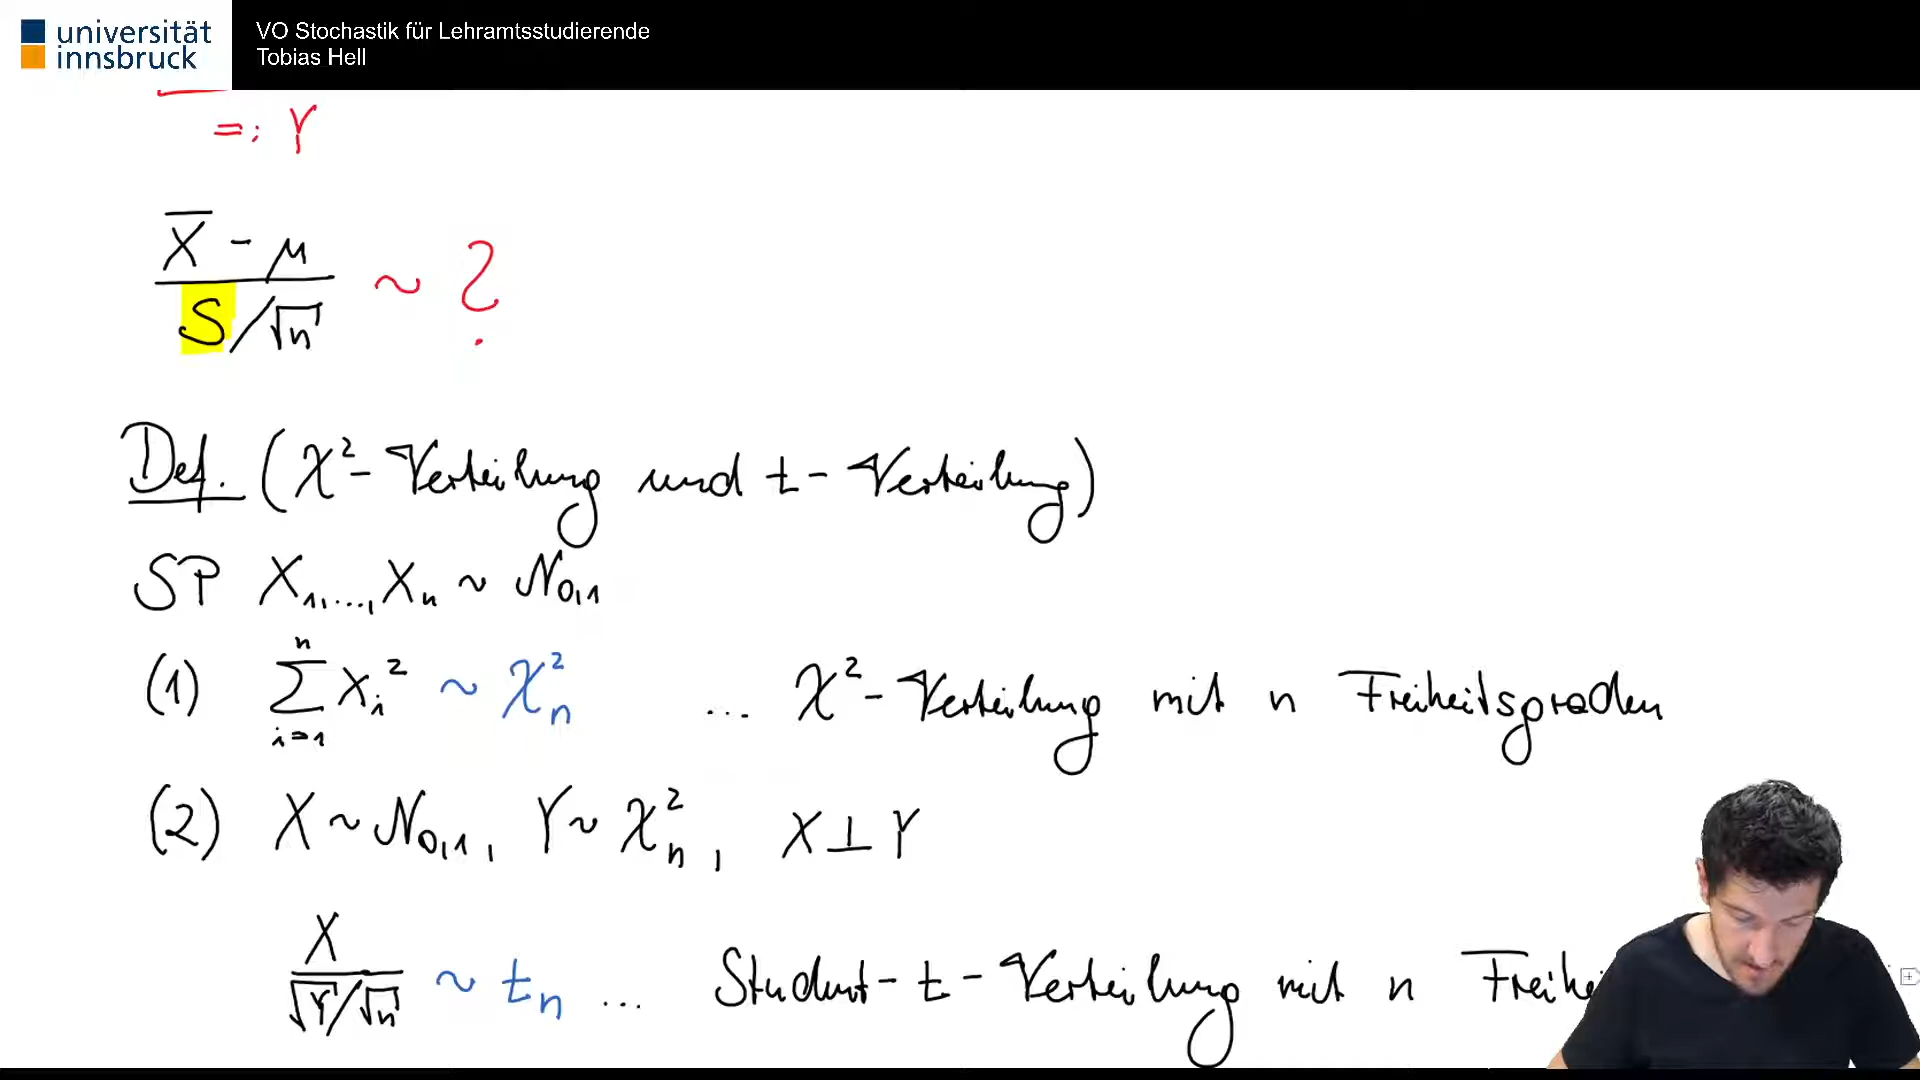 universität
innsbruck
VO Stochastik für Lehramtsstudierende
Tobias Hell
=: Y
X̄ - μ
S/√n ~ ?
Def. (χ²-Verteilung und t-Verteilung)
SP X₁,...,Xₙ ~ N₀,₁
(1) ∑ᵢ₌₁ⁿ Xᵢ² ~ χ²ₙ ... χ²-Verteilung mit n Freiheitsgraden
(2) X ~ N₀,₁, Y ~ χ²ₙ, X ⊥ Y
X
√Y/√n ~ tₙ ... Student-t-Verteilung mit n Freihe